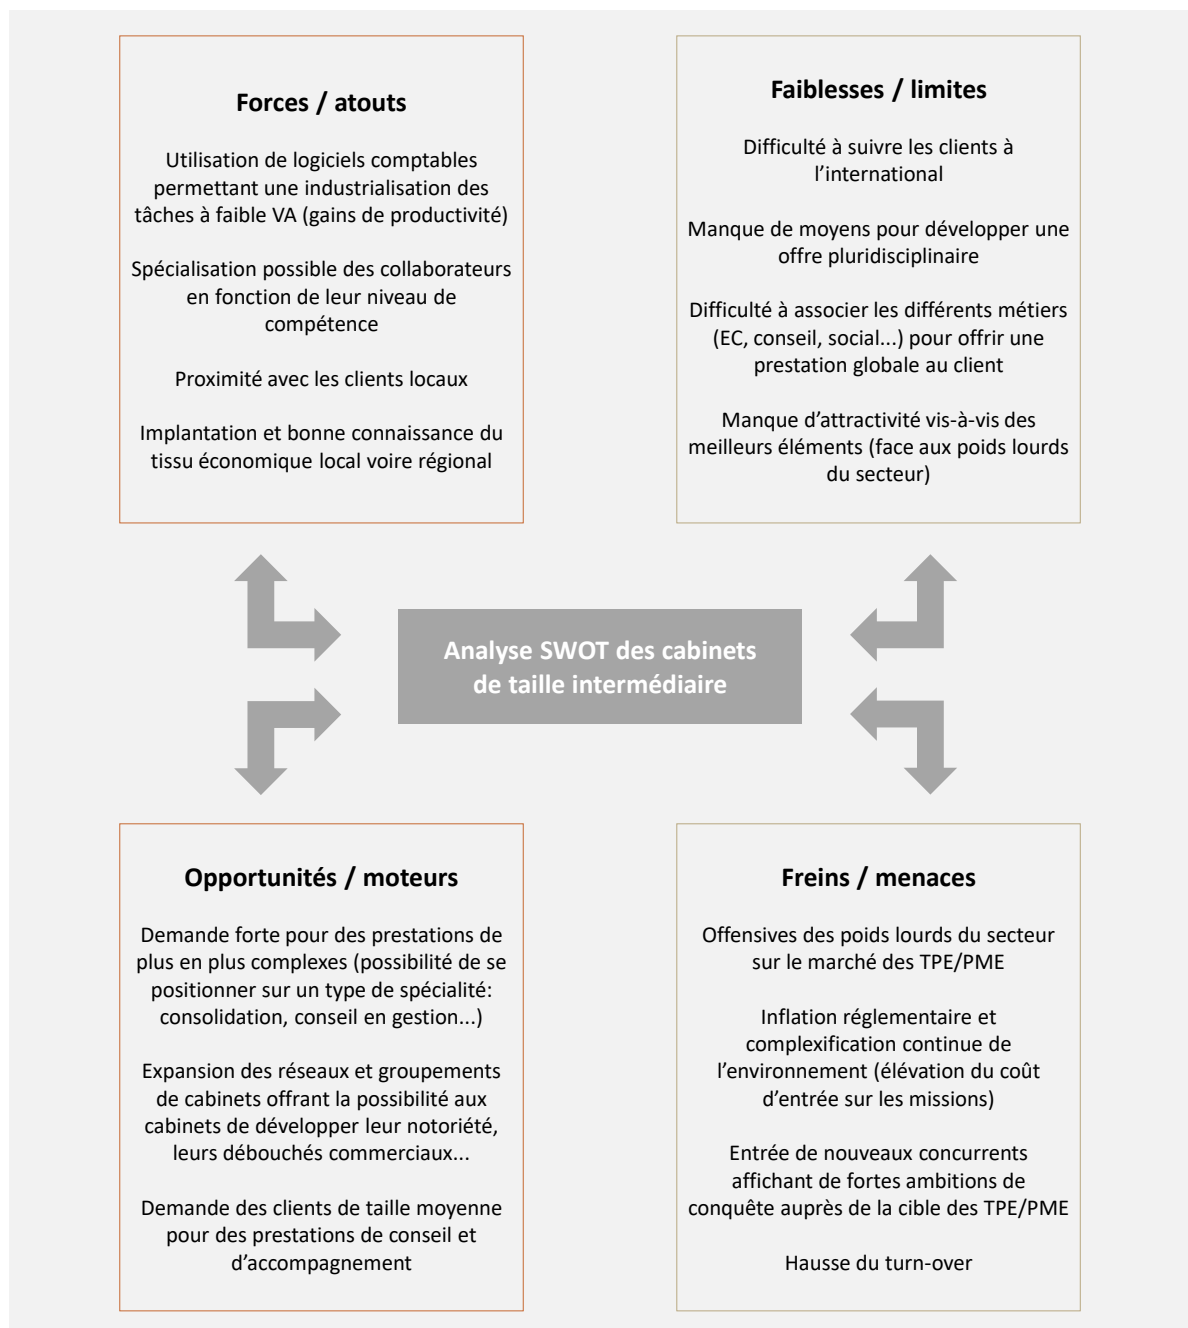 Forces / atouts
Utilisation de logiciels comptables
permettant une industrialisation des
tâches à faible VA (gains de productivité)
Spécialisation possible des collaborateurs
en fonction de leur niveau de
compétence
Proximité avec les clients locaux
Implantation et bonne connaissance du
tissu économique local voire régional
Faiblesses / limites
Difficulté à suivre les clients à
l’international
Manque de moyens pour développer une
offre pluridisciplinaire
Difficulté à associer les différents métiers
(EC, conseil, social...) pour offrir une
prestation globale au client
Manque d’attractivité vis-à-vis des
meilleurs éléments (face aux poids lourds
du secteur)
Analyse SWOT des cabinets
de taille intermédiaire
Opportunités / moteurs
Demande forte pour des prestations de
plus en plus complexes (possibilité de se
positionner sur un type de spécialité:
consolidation, conseil en gestion...)
Expansion des réseaux et groupements
de cabinets offrant la possibilité aux
cabinets de développer leur notoriété,
leurs débouchés commerciaux...
Demande des clients de taille moyenne
pour des prestations de conseil et
d’accompagnement
Freins / menaces
Offensives des poids lourds du secteur
sur le marché des TPE/PME
Inflation réglementaire et
complexification continue de
l’environnement (élévation du coût
d’entrée sur les missions)
Entrée de nouveaux concurrents
affichant de fortes ambitions de
conquête auprès de la cible des TPE/PME
Hausse du turn-over